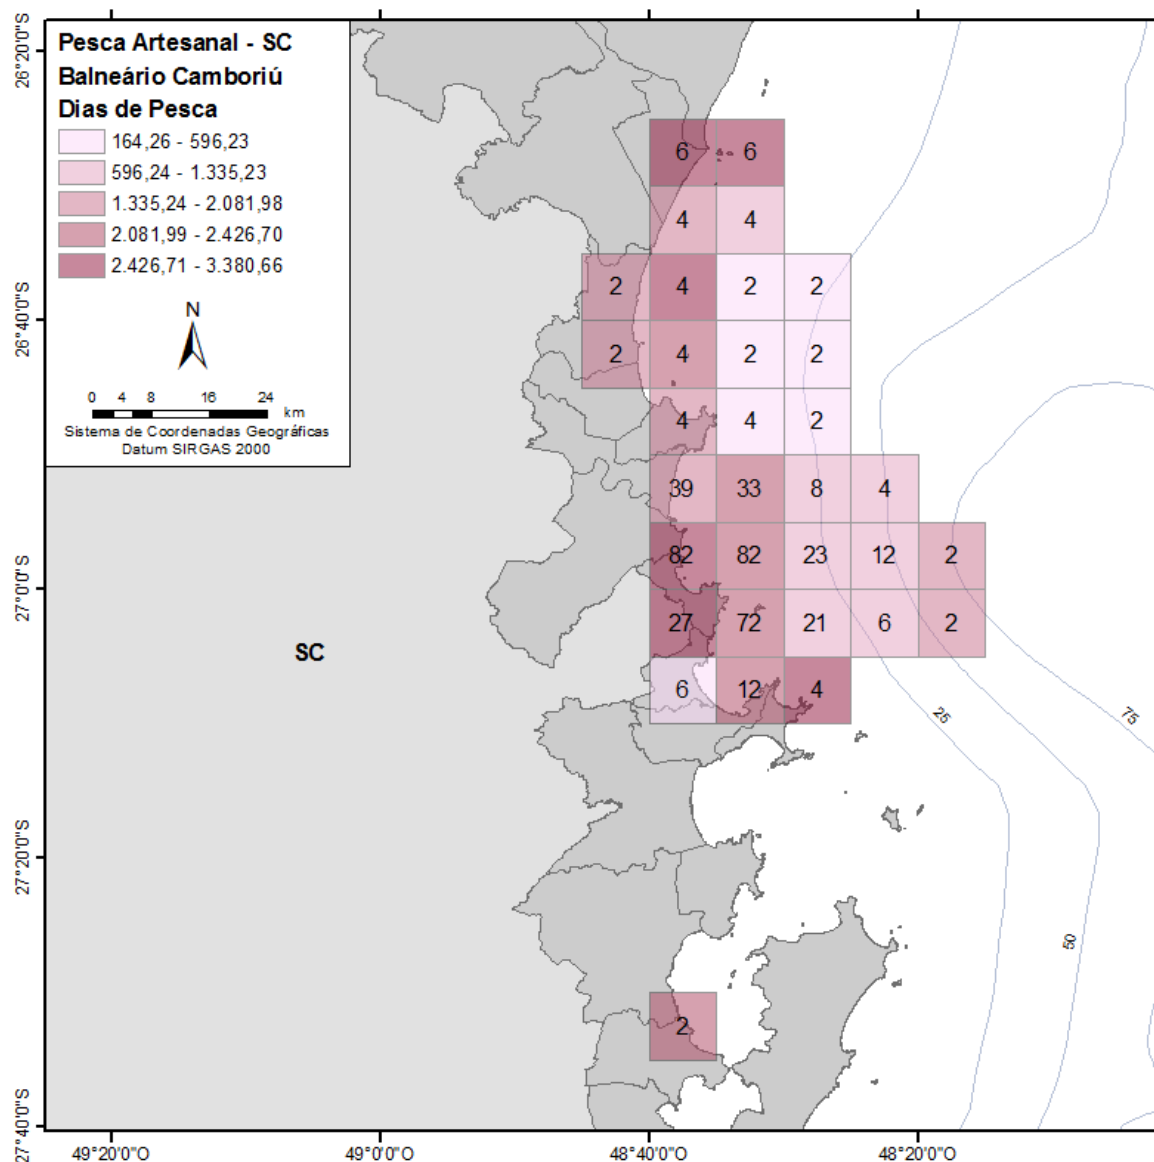 Pesca Artesanal - SC
Balneário Camboriú
Dias de Pesca
164,26 - 596,23
596,24 - 1.335,23
1.335,24 - 2.081,98
2.081,99 - 2.426,70
2.426,71 - 3.380,66
N
0 4 8 16 24 km
Sistema de Coordenadas Geográficas
Datum SIRGAS 2000
26°20'0"S
26°40'0"S
27°0'0"S
27°20'0"S
27°40'0"S
6 6
4 4
2 4 2 2
2 4 2 2
4 4 2
39 33 8 4
82 82 23 12 2
27 72 21 6 2
6 12 4
2
SC
25
75
50
49°20'0"O 49°0'0"O 48°40'0"O 48°20'0"O